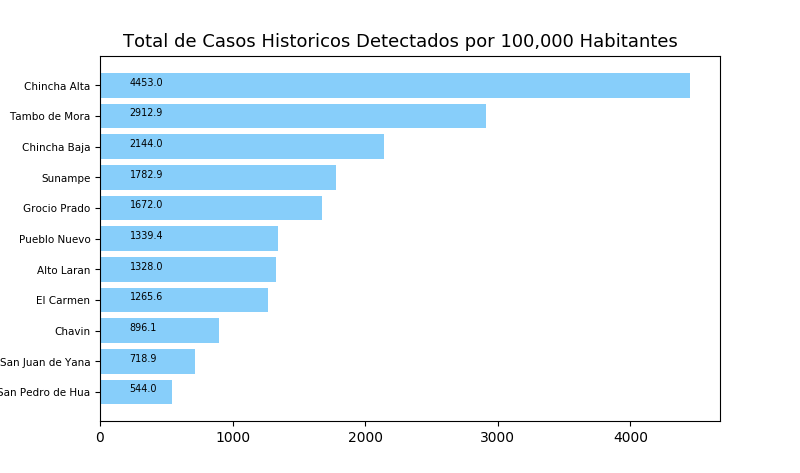 Total de Casos Historicos Detectados por 100,000 Habitantes
Chincha Alta 4453.0
Tambo de Mora 2912.9
Chincha Baja 2144.0
Sunampe 1782.9
Grocio Prado 1672.0
Pueblo Nuevo 1339.4
Alto Laran 1328.0
El Carmen 1265.6
Chavin 896.1
San Juan de Yana 718.9
San Pedro de Hua 544.0
0 1000 2000 3000 4000